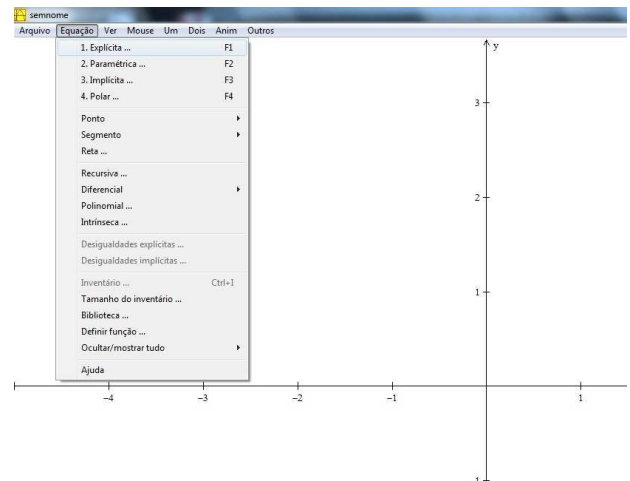 semnome
Arquivo Equação Ver Mouse Um Dois Anim Outros
1. Explícita ... F1
2. Paramétrica ... F2
3. Implícita ... F3
4. Polar ... F4
Ponto
Segmento
Reta ...
Recursiva ...
Diferencial
Polinomial ...
Intrínseca ...
Desigualdades explícitas ...
Desigualdades implícitas ...
Inventário ... Ctrl+I
Tamanho do inventário ...
Biblioteca ...
Definir função ...
Ocultar/mostrar tudo
Ajuda
y
3
2
1
−4 −3 −2 −1 1
1